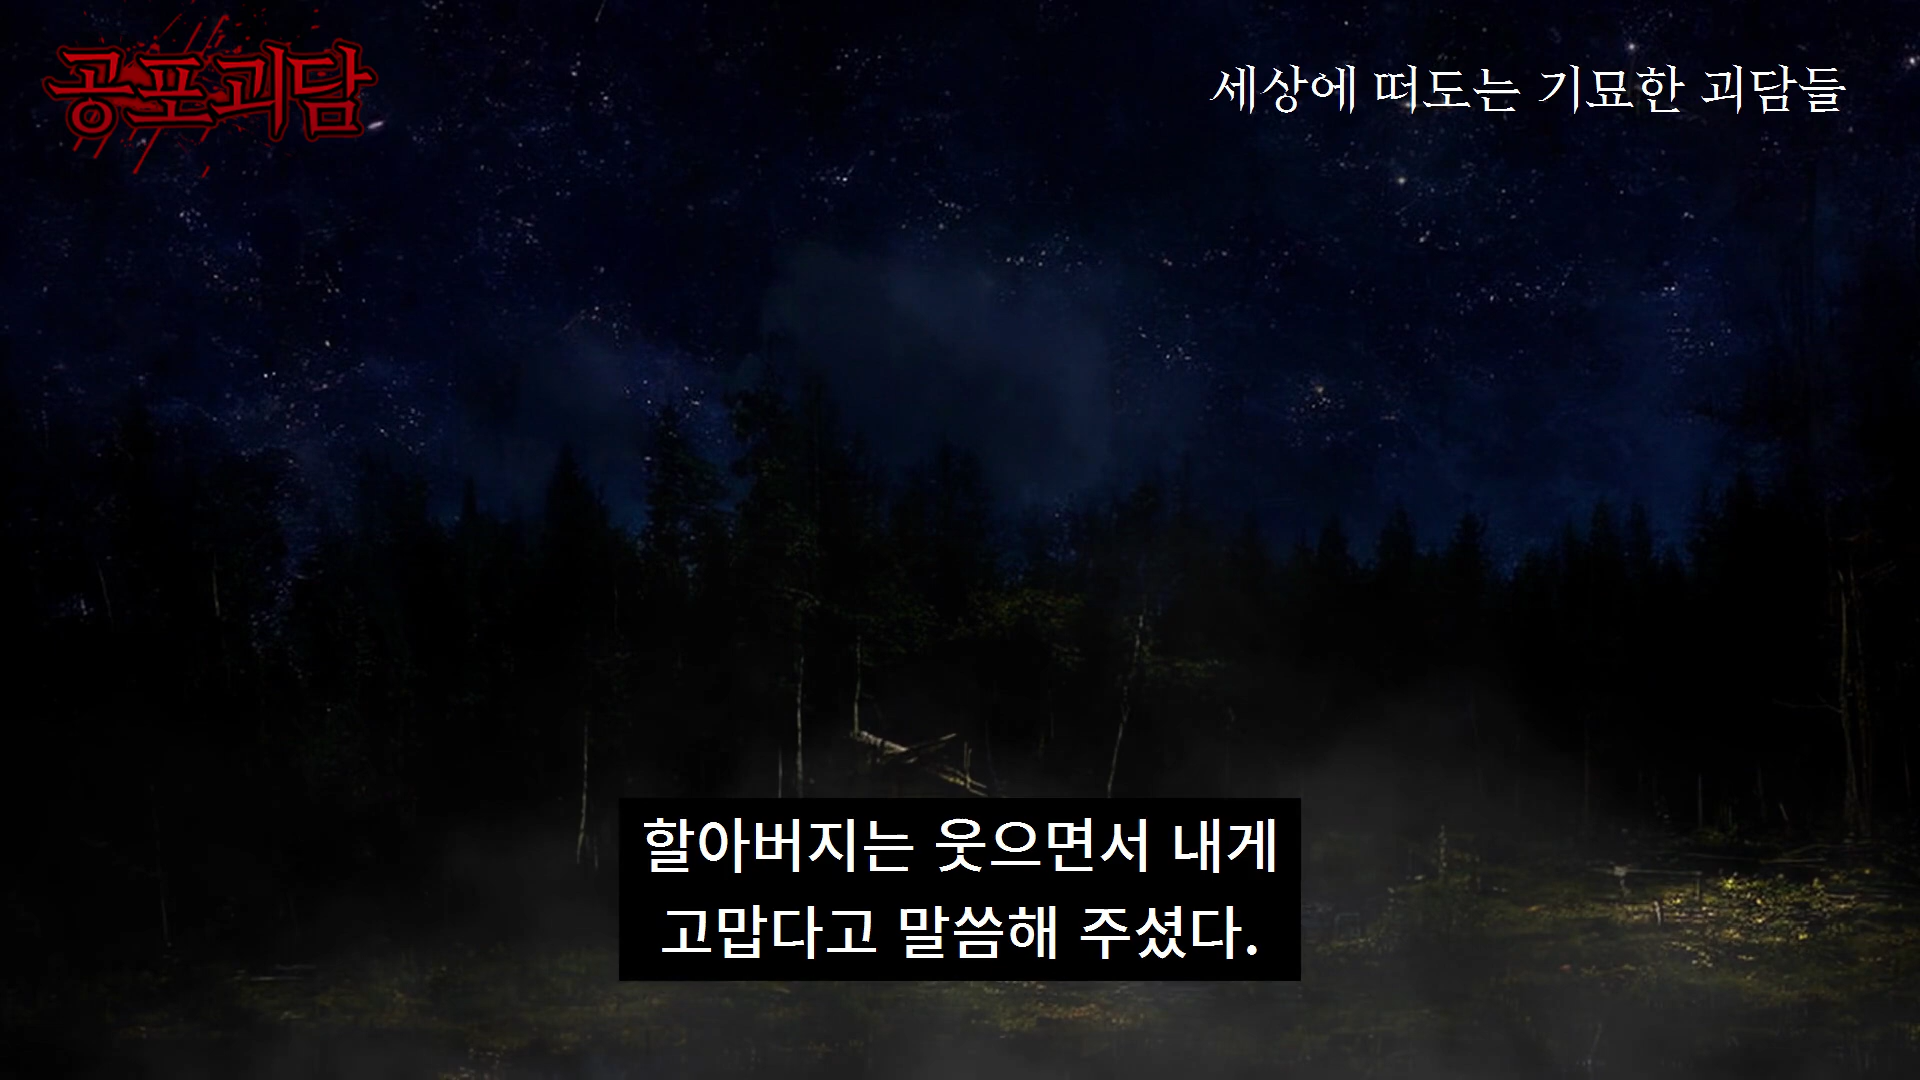 공포괴담
세상에 떠도는 기묘한 괴담들
할아버지는 웃으면서 내게
고맙다고 말씀해 주셨다.